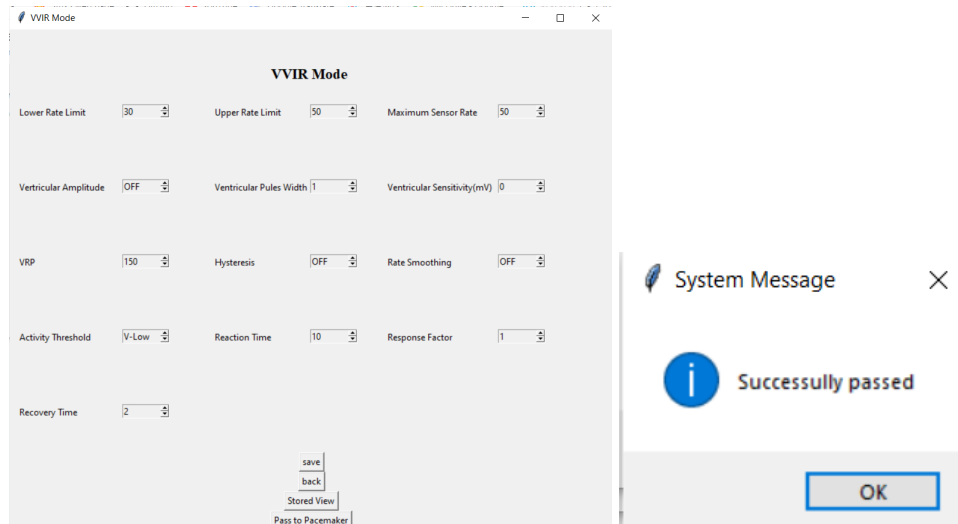 VVIR Mode
VVIR Mode
Lower Rate Limit 30 Upper Rate Limit 50 Maximum Sensor Rate 50
Vertricular Amplitude OFF Ventricular Pules Width 1 Ventricular Sensitivity(mV) 0
VRP 150 Hysteresis OFF Rate Smoothing OFF
Activity Threshold V-Low Reaction Time 10 Response Factor 1
Recovery Time 2
save
back
Stored View
Pass to Pacemaker
System Message
Successully passed
OK